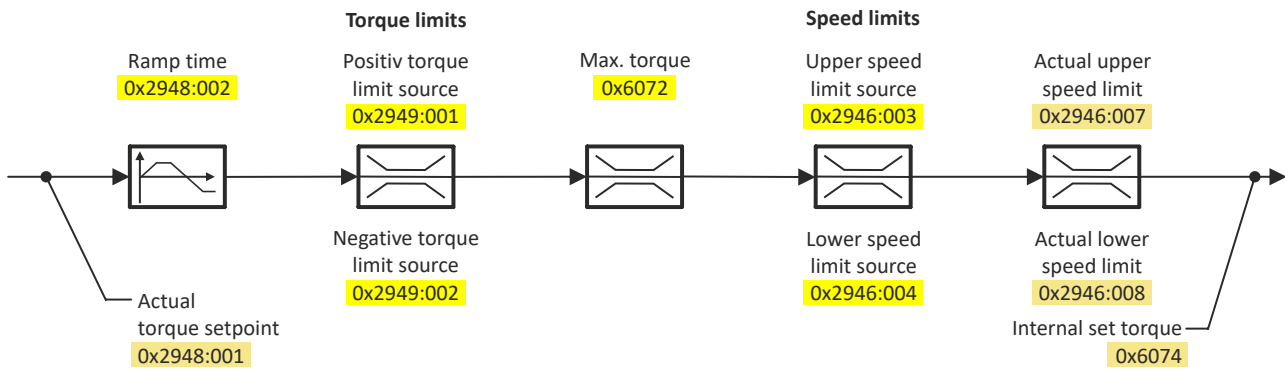 Torque limits
Speed limits
Ramp time
0x2948:002
Positiv torque
limit source
0x2949:001
Max. torque
0x6072
Upper speed
limit source
0x2946:003
Actual upper
speed limit
0x2946:007
Negative torque
limit source
0x2949:002
Lower speed
limit source
0x2946:004
Actual lower
speed limit
0x2946:008
Actual
torque setpoint
0x2948:001
Internal set torque
0x6074